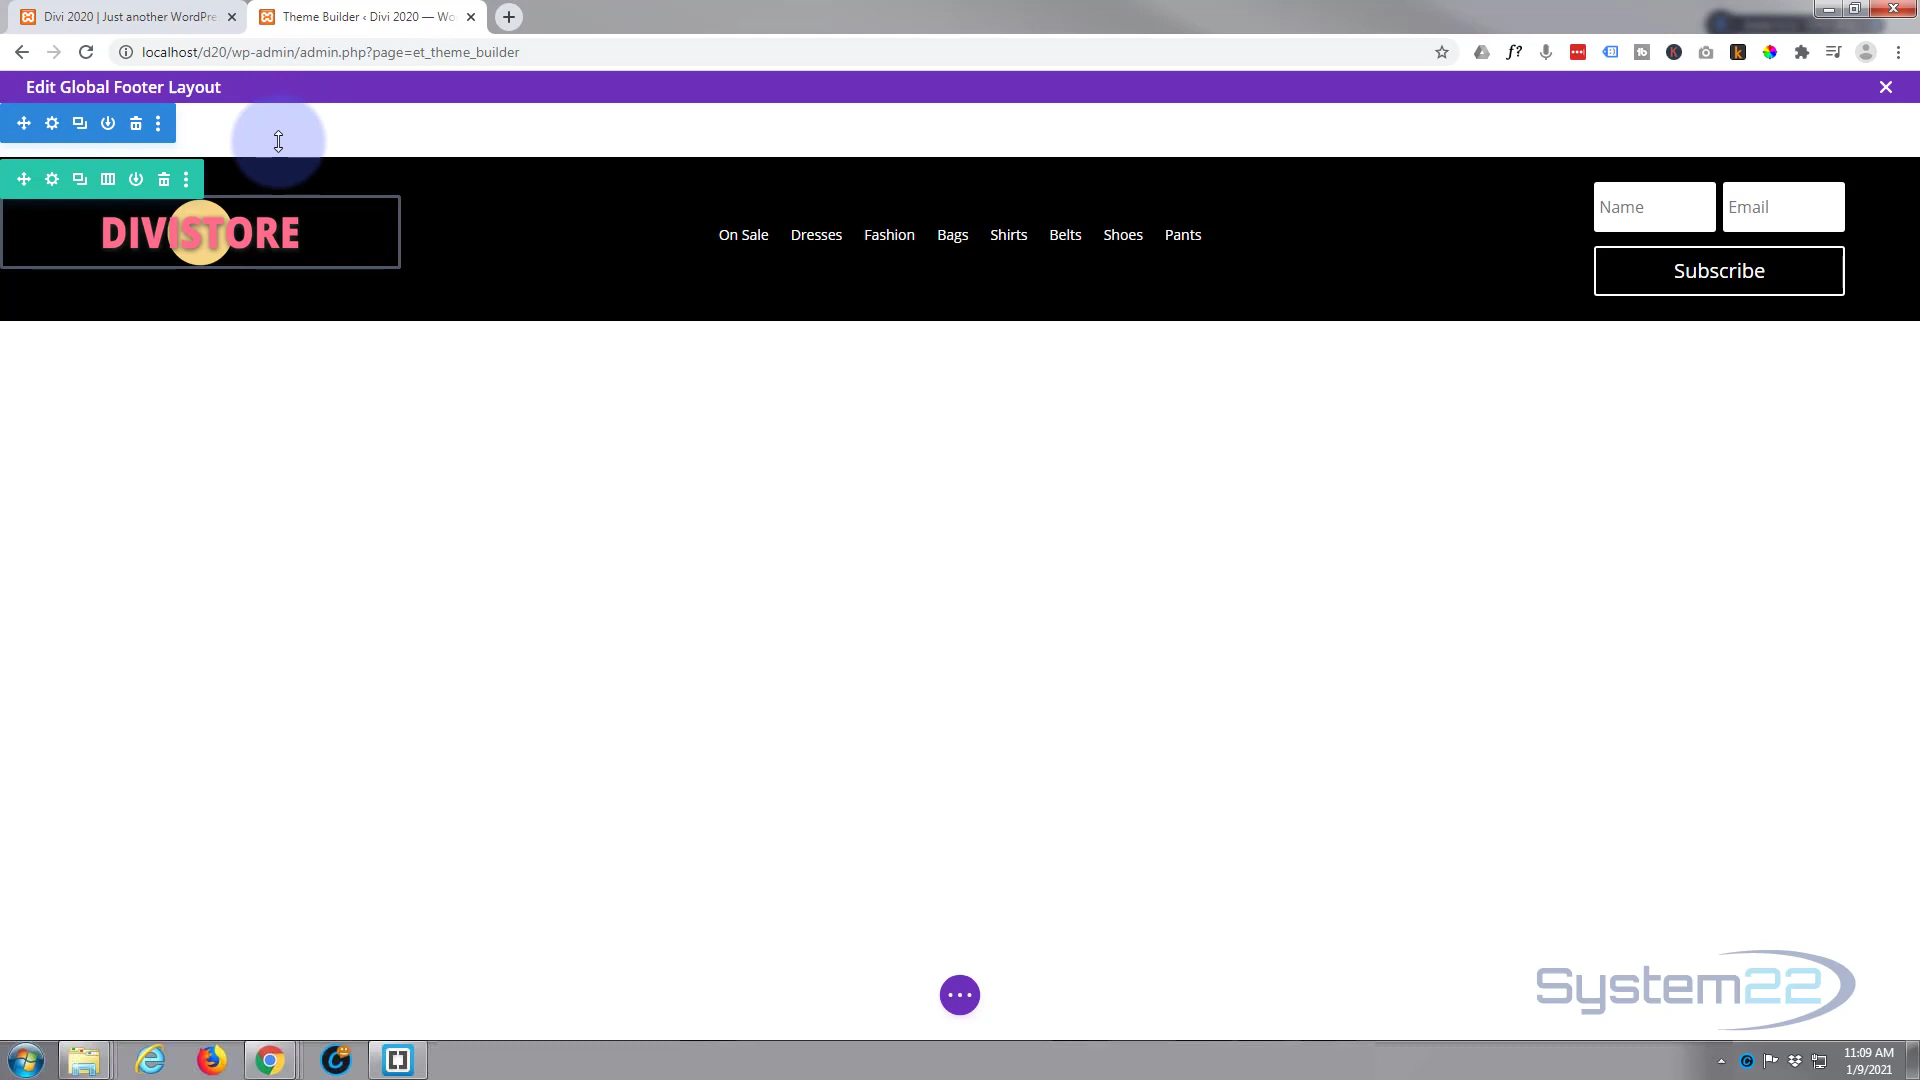 Divi 2020 | Just another WordPre
Theme Builder ‹ Divi 2020 — Wo
localhost/d20/wp-admin/admin.php?page=et_theme_builder
Edit Global Footer Layout
DIVISTORE
On Sale Dresses Fashion Bags Shirts Belts Shoes Pants
Name Email
Subscribe
System22
11:09 AM
1/9/2021